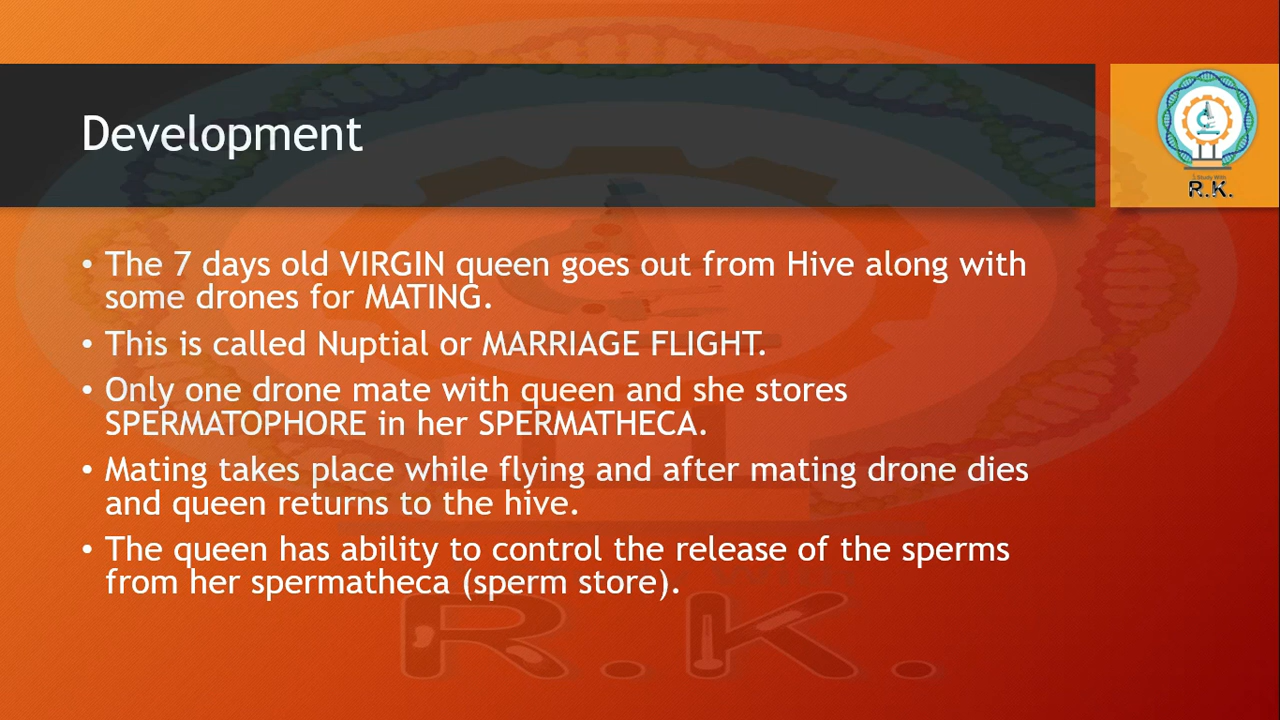 Development
Study With
R.K.
• The 7 days old VIRGIN queen goes out from Hive along with
some drones for MATING.
• This is called Nuptial or MARRIAGE FLIGHT.
• Only one drone mate with queen and she stores
SPERMATOPHORE in her SPERMATHECA.
• Mating takes place while flying and after mating drone dies
and queen returns to the hive.
• The queen has ability to control the release of the sperms
from her spermatheca (sperm store).
R.K.